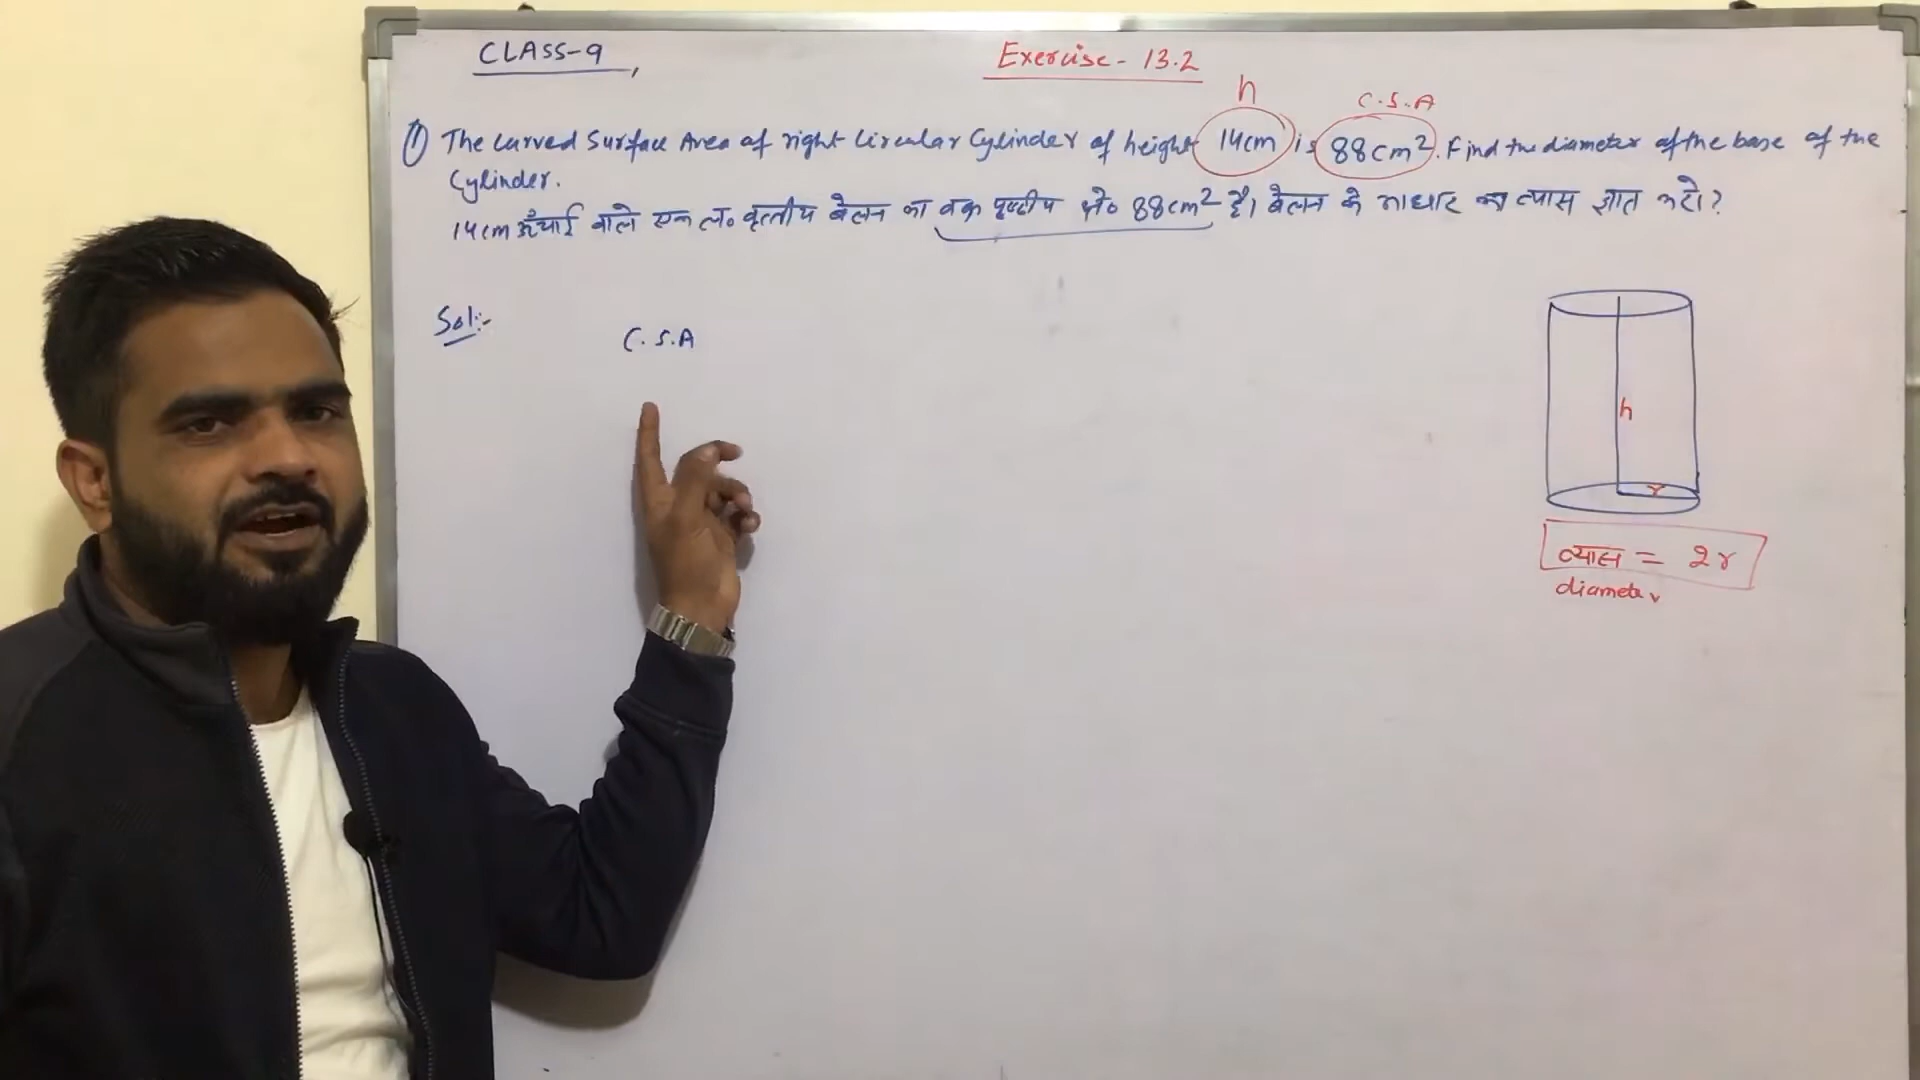 CLASS-9
Exercise - 13.2
h
C.S.A
① The Curved Surface Area of right Circular Cylinder of height 14cm is 88cm². Find the diameter of the base of the
Cylinder.
14cm ऊँचाई वाले एक ल० वृत्तीय बेलन का वक्र पृष्ठीय क्षे० 88cm² है। बेलन के आधार का व्यास ज्ञात करो?
Sol:-
C.S.A
h
r
व्यास = 2r
diameter